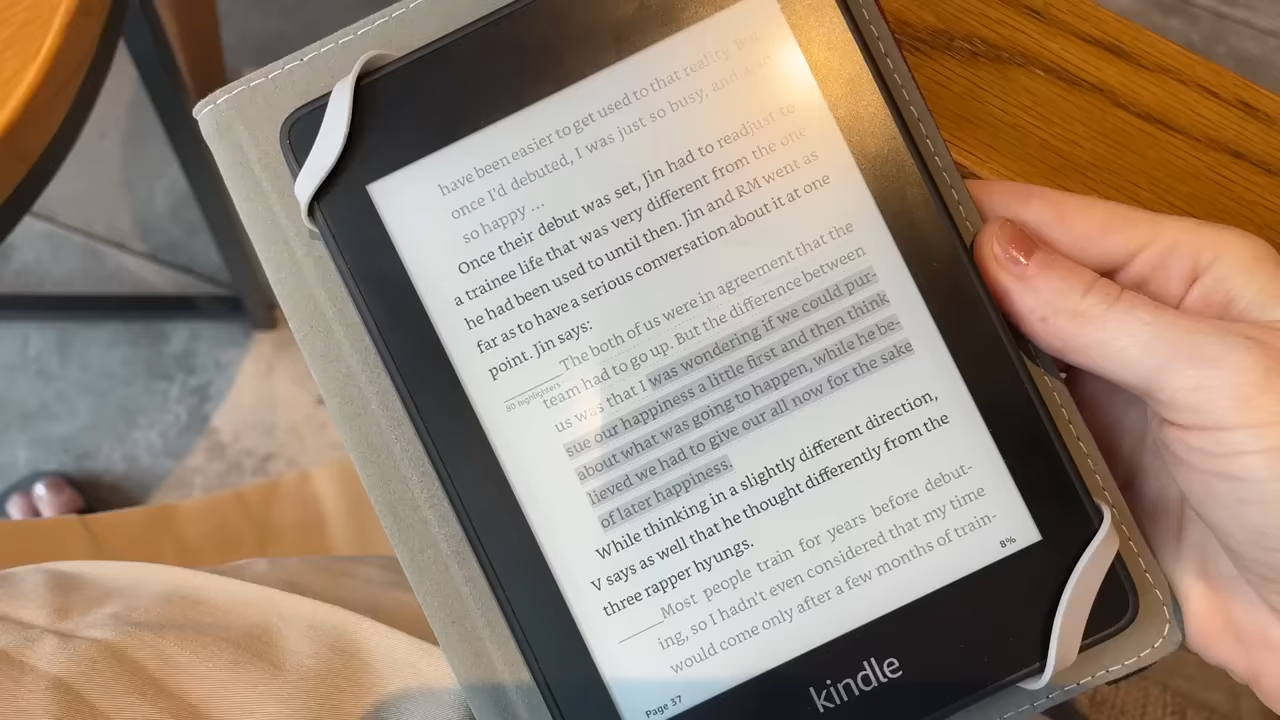 have been easier to get used to that reality But
once I'd debuted, I was just so busy, and
so happy ...
Once their debut was set, Jin had to readjust to
a trainee life that was very different from the one
he had been used to until then. Jin and RM went as
far as to have a serious conversation about it at one
point. Jin says:
The both of us were in agreement that the
team had to go up. But the difference between
80 highlighters
us was that I was wondering if we could pur-
sue our happiness a little first and then think
about what was going to happen, while he be-
lieved we had to give our all now for the sake
of later happiness.
While thinking in a slightly different direction,
V says as well that he thought differently from the
three rapper hyungs.
Most people train for years before debut-
ing, so I hadn't even considered that my time
would come only after a few months of train-
Page 37
8%
kindle